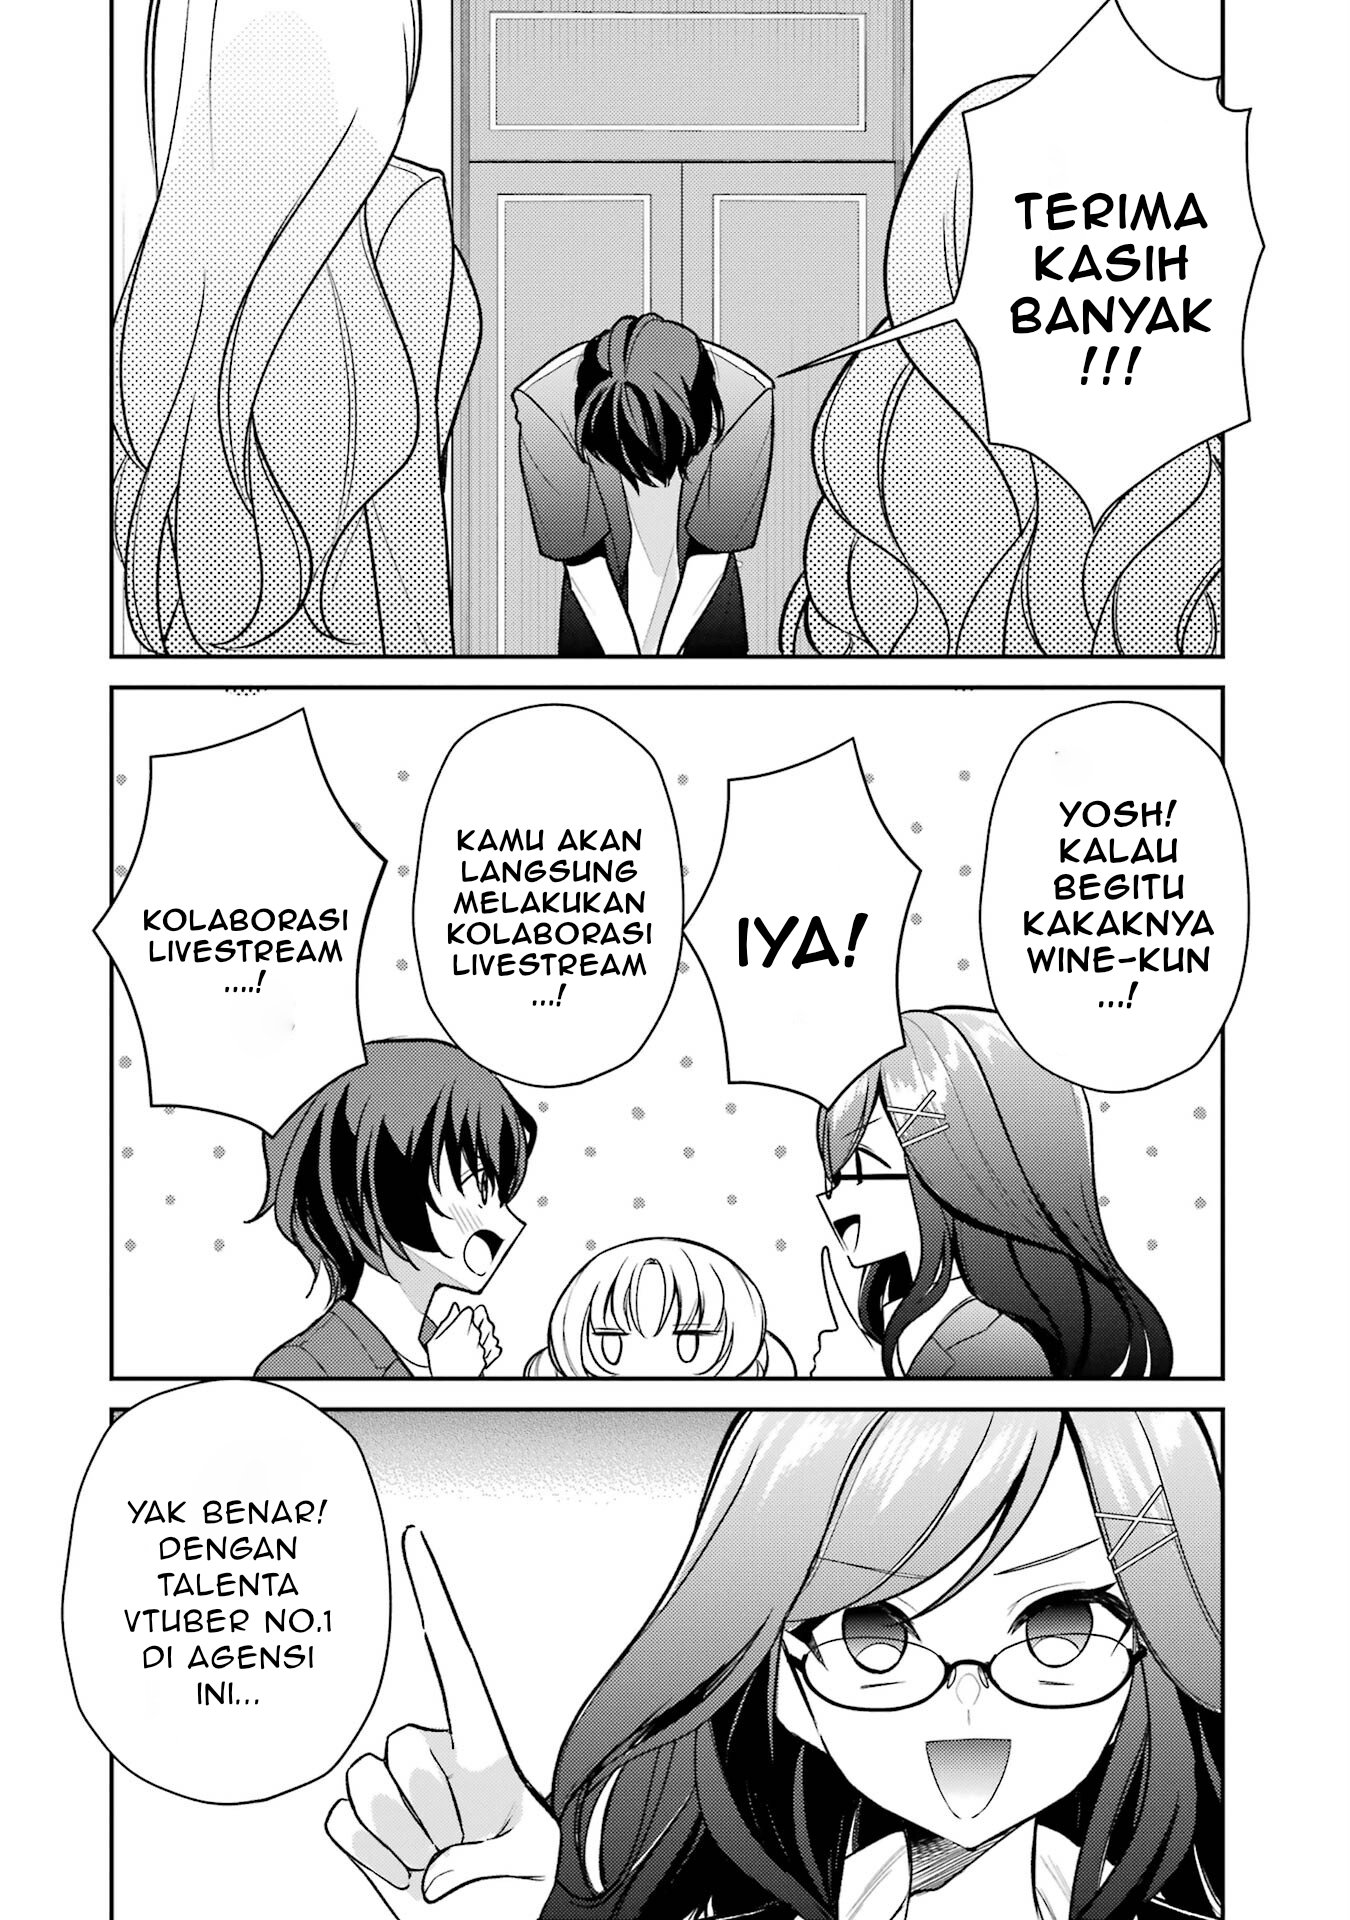 TERIMA
KASIH
BANYAK
!!!
YOSH!
KALAU
BEGITU
KAKAKNYA
WINE-KUN
...!
IYA!
KAMU AKAN
LANGSUNG
MELAKUKAN
KOLABORASI
LIVESTREAM
...!
KOLABORASI
LIVESTREAM
.....!
YAK BENAR!
DENGAN
TALENTA
VTUBER NO.1
DI AGENSI
INI...